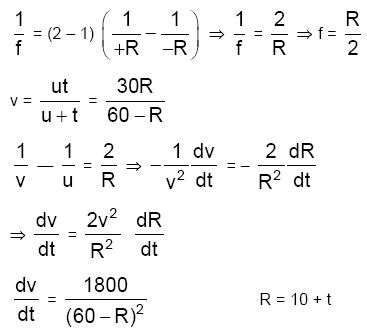 1/f = (2 – 1) (1/+R – 1/–R) ⇒ 1/f = 2/R ⇒ f = R/2
v = ut/(u + t) = 30R/(60 – R)
1/v — 1/u = 2/R ⇒ –1/v² dv/dt = – 2/R² dR/dt
⇒ dv/dt = 2v²/R² dR/dt
dv/dt = 1800/(60 – R)² R = 10 + t